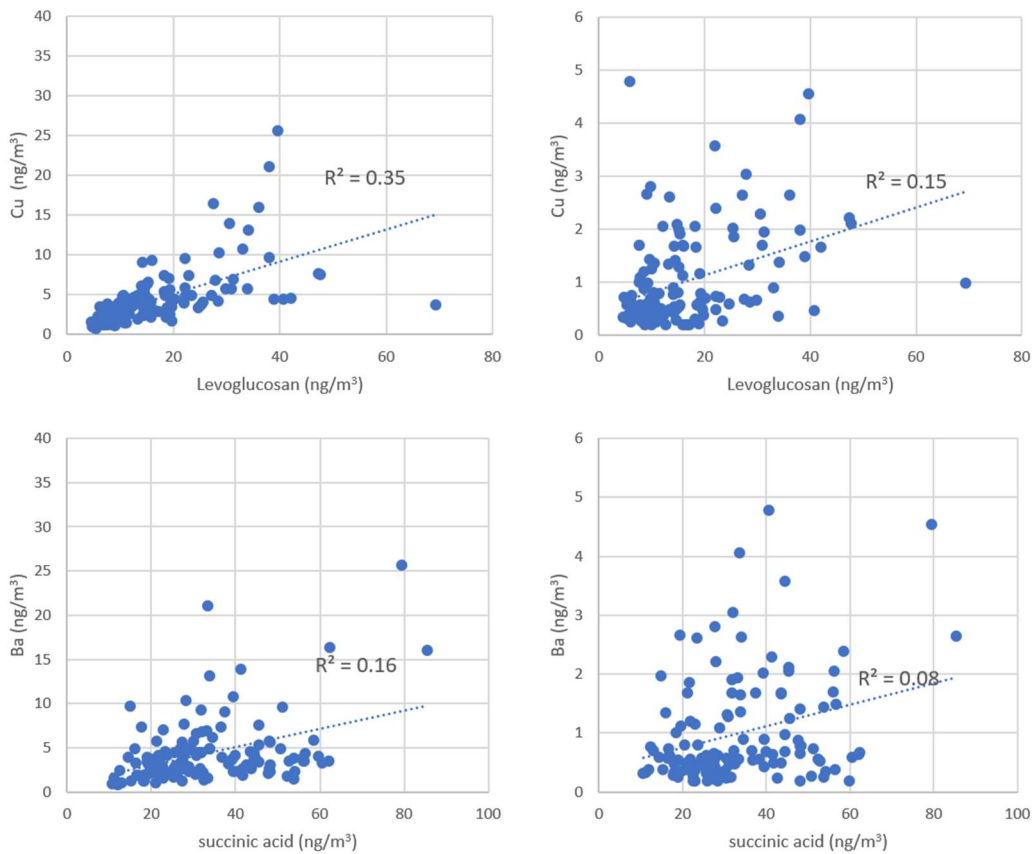 40
35
30
25
20
15
10
5
0
Cu (ng/m³)
R² = 0.35
0 20 40 60 80
Levoglucosan (ng/m³)
6
5
4
3
2
1
0
Cu (ng/m³)
R² = 0.15
0 20 40 60 80
Levoglucosan (ng/m³)
40
35
30
25
20
15
10
5
0
Ba (ng/m³)
R² = 0.16
0 20 40 60 80 100
succinic acid (ng/m³)
6
5
4
3
2
1
0
Ba (ng/m³)
R² = 0.08
0 20 40 60 80 100
succinic acid (ng/m³)